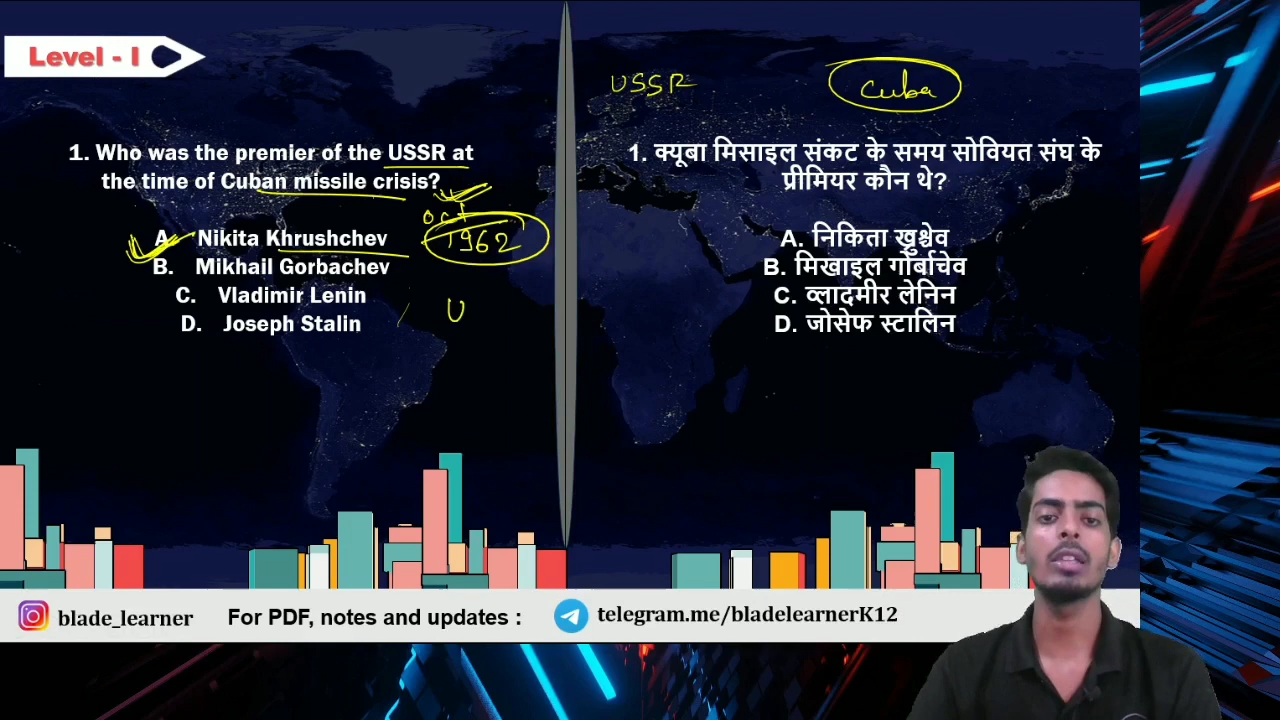 Level - I
USSR
Cuba
1. Who was the premier of the USSR at
the time of Cuban missile crisis?
Oct
1962
A. Nikita Khrushchev
B. Mikhail Gorbachev
C. Vladimir Lenin
D. Joseph Stalin
U
1. क्यूबा मिसाइल संकट के समय सोवियत संघ के
प्रीमियर कौन थे?
A. निकिता ख्रुश्चेव
B. मिखाइल गोर्बाचेव
C. व्लादमीर लेनिन
D. जोसेफ स्टालिन
blade_learner
For PDF, notes and updates :
telegram.me/bladelearnerK12